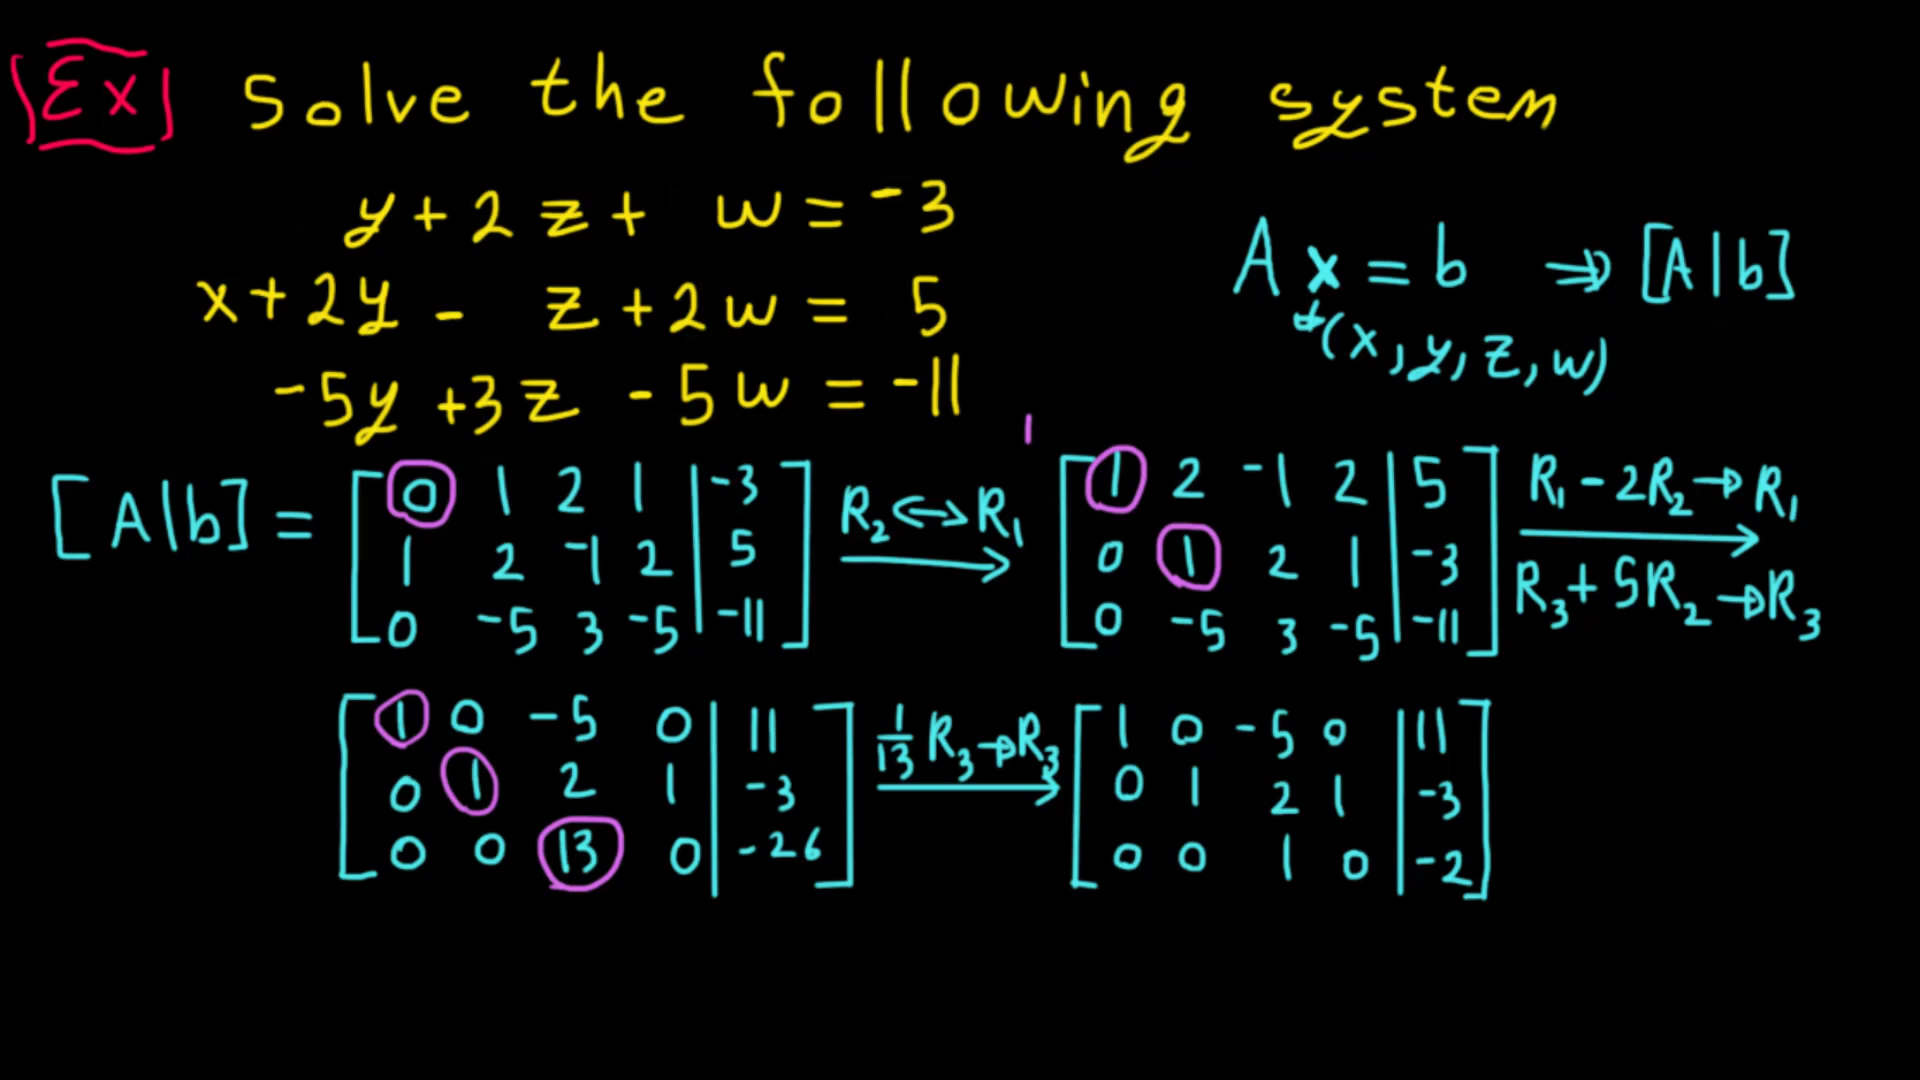 Ex Solve the following system
y + 2z + w = -3
x + 2y - z + 2w = 5
-5y + 3z - 5w = -11
Ax = b ⇒ [A|b]
(x, y, z, w)
[A|b] = [0 1 2 1 | -3] R₂ ↔ R₁ [1 2 -1 2 | 5] R₁ - 2R₂ → R₁
[1 2 -1 2 | 5] [0 1 2 1 | -3]
[0 -5 3 -5 | -11] [0 -5 3 -5 | -11] R₃ + 5R₂ → R₃
[1 0 -5 0 | 11] 1/13 R₃ → R₃ [1 0 -5 0 | 11]
[0 1 2 1 | -3] [0 1 2 1 | -3]
[0 0 13 0 | -26] [0 0 1 0 | -2]